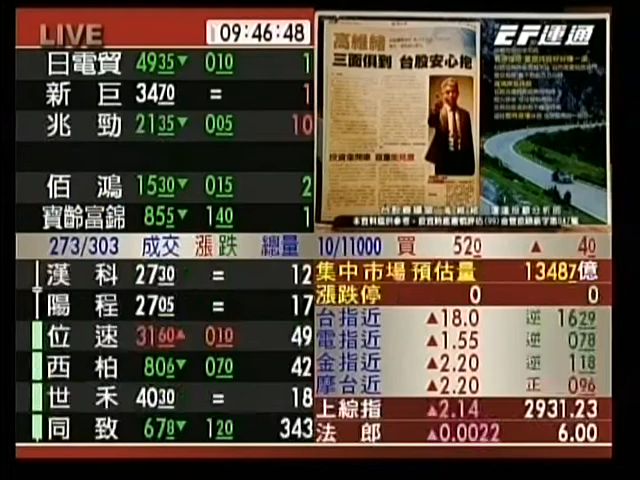 LIVE 09:46:48
日電貿 4935▼ 010 1
新巨 3470 = 1
兆勁 2135▼ 005 10
佰鴻 1530▼ 015 2
寶齡富錦 855▼ 140 1
273/303 成交 漲跌 總量
漢科 2730 = 12
陽程 2705 = 17
位速 3160▲ 010 49
西柏 806▼ 070 42
世禾 4030 = 18
同致 678▼ 120 343
EF運通
高維緒
三面俱到 台股安心抱
10/11000 買 520 ▲ 40
集中市場預估量 13487億
漲跌停 0 0
台指近 ▲18.0 逆 1629
電指近 ▲1.55 逆 078
金指近 ▲2.20 逆 118
摩台近 ▲2.20 正 096
上綜指 ▲2.14 2931.23
法郎 ▲0.0022 6.00